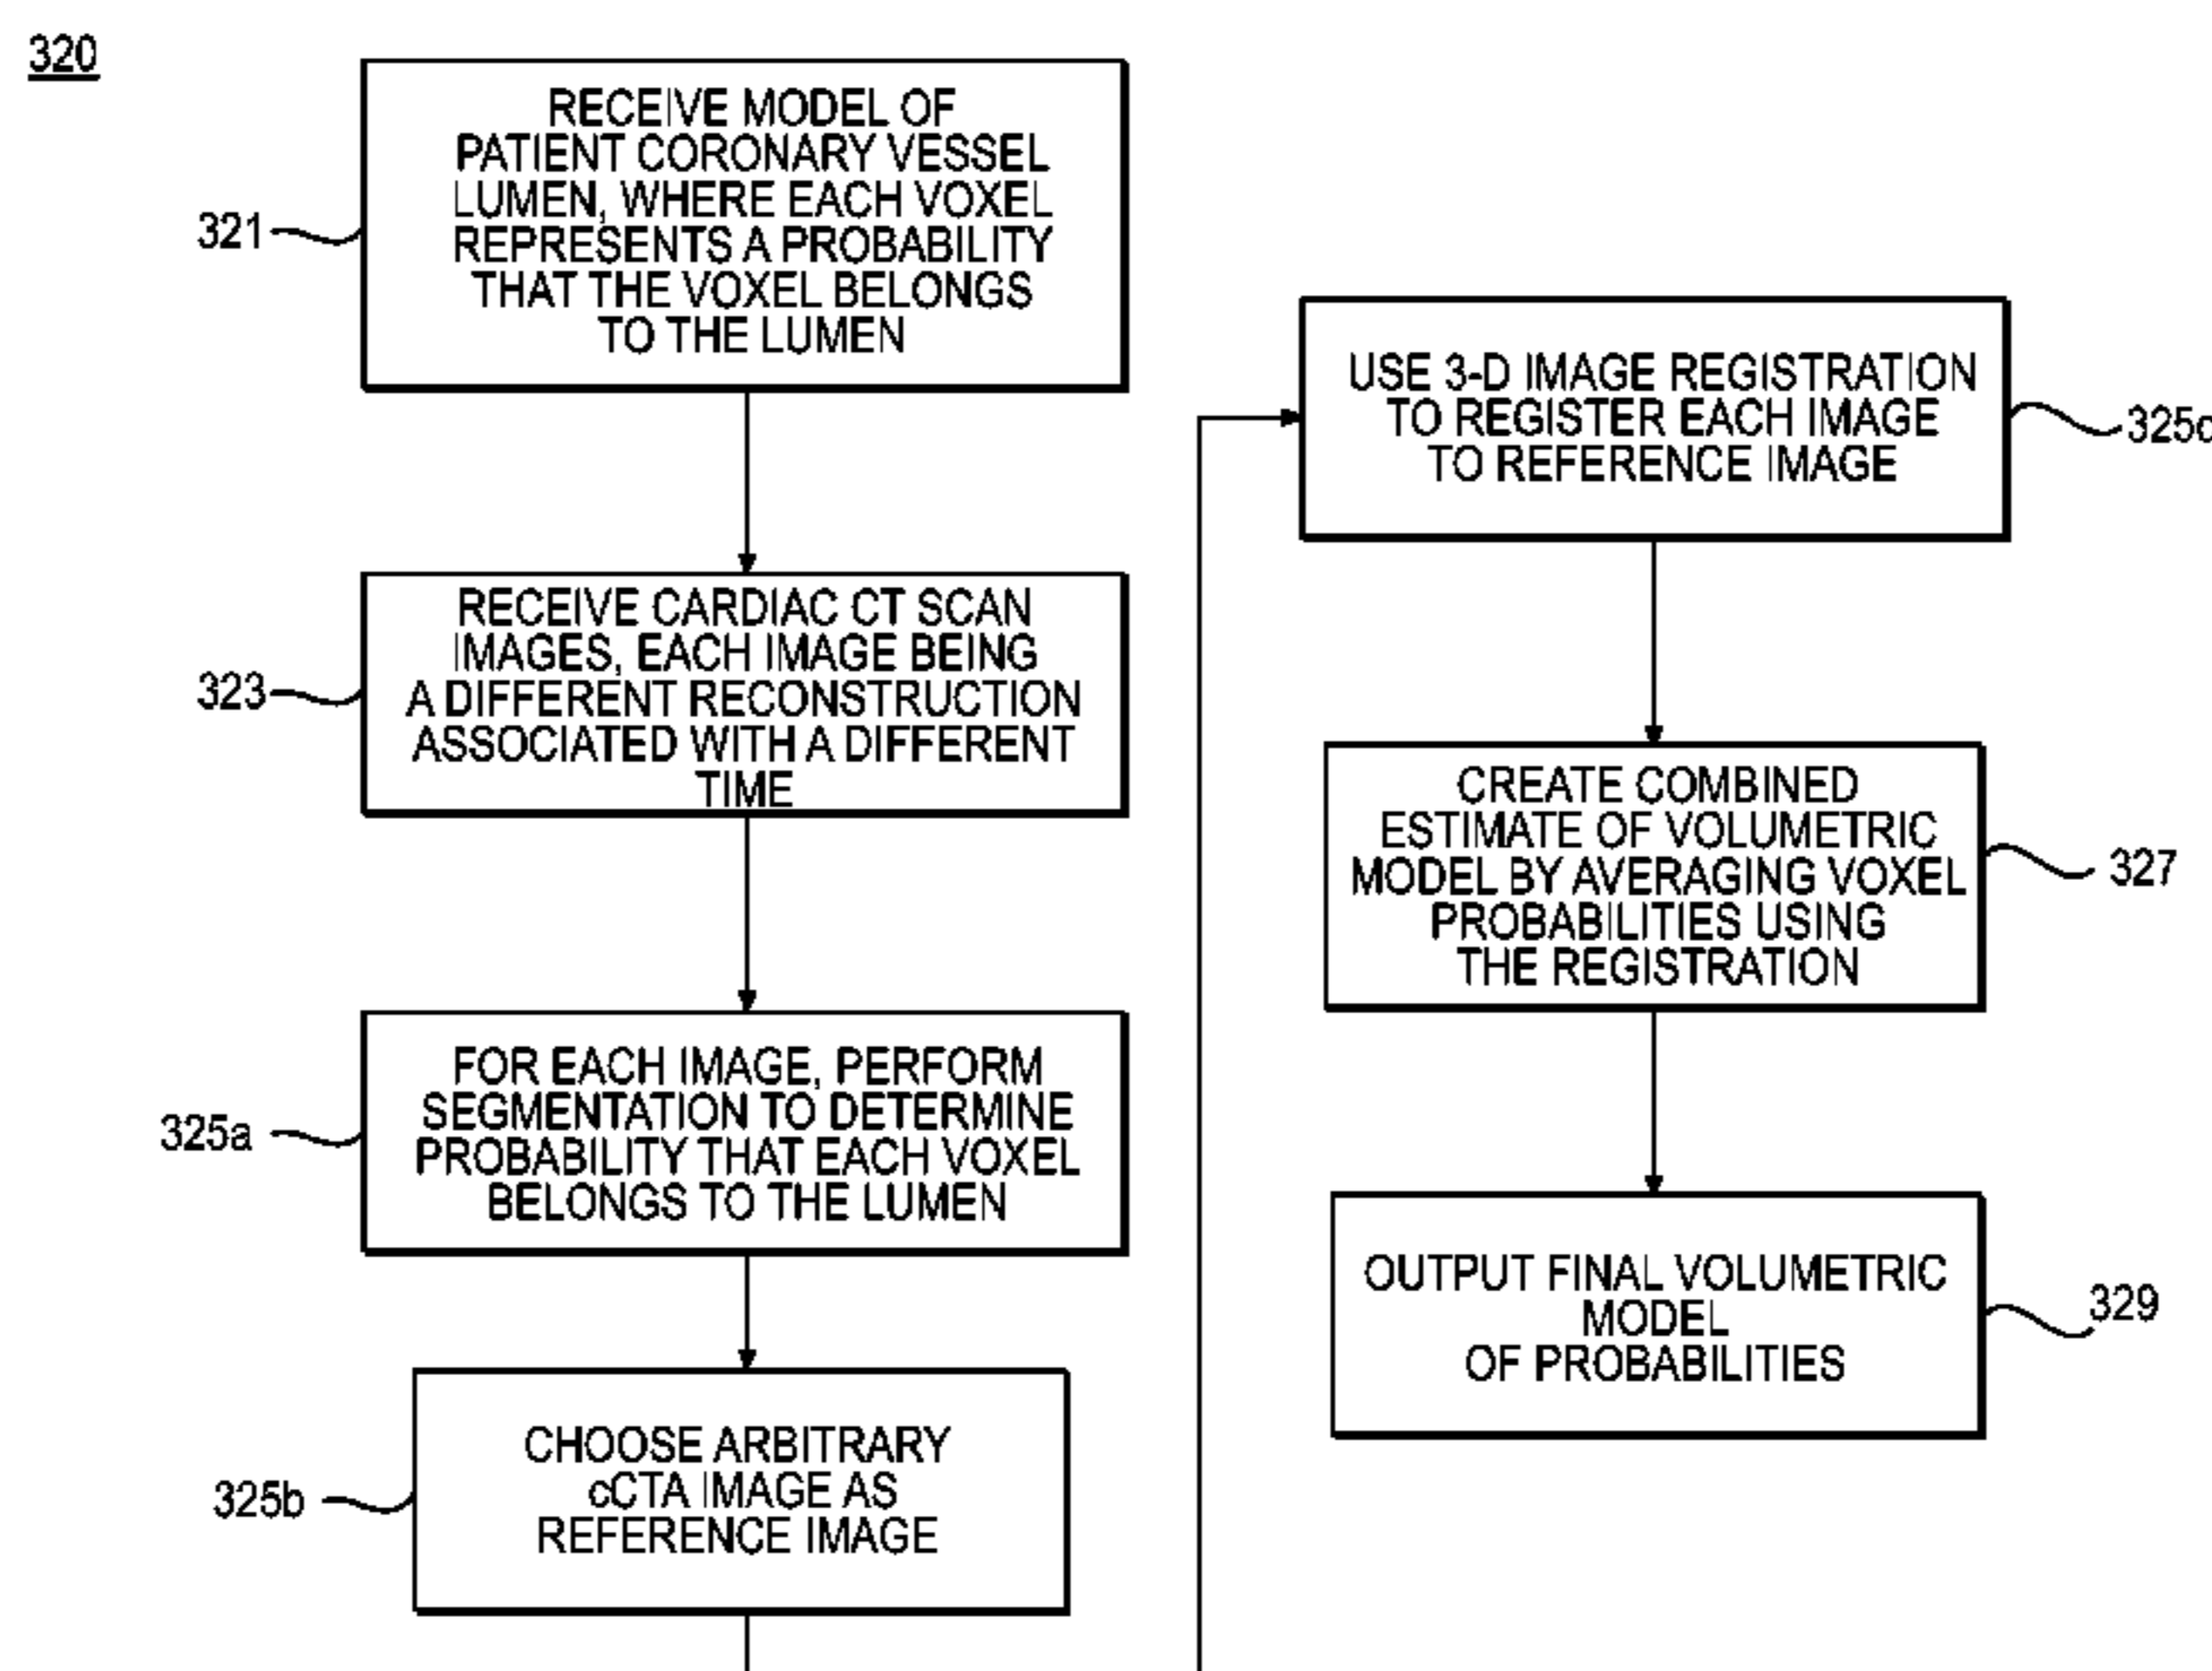 320
RECEIVE MODEL OF
PATIENT CORONARY VESSEL
LUMEN, WHERE EACH VOXEL
REPRESENTS A PROBABILITY
THAT THE VOXEL BELONGS
TO THE LUMEN
321
RECEIVE CARDIAC CT SCAN
IMAGES, EACH IMAGE BEING
A DIFFERENT RECONSTRUCTION
ASSOCIATED WITH A DIFFERENT
TIME
323
FOR EACH IMAGE, PERFORM
SEGMENTATION TO DETERMINE
PROBABILITY THAT EACH VOXEL
BELONGS TO THE LUMEN
325a
CHOOSE ARBITRARY
cCTA IMAGE AS
REFERENCE IMAGE
325b
USE 3-D IMAGE REGISTRATION
TO REGISTER EACH IMAGE
TO REFERENCE IMAGE
CREATE COMBINED
ESTIMATE OF VOLUMETRIC
MODEL BY AVERAGING VOXEL
PROBABILITIES USING
THE REGISTRATION
327
OUTPUT FINAL VOLUMETRIC
MODEL
OF PROBABILITIES
329